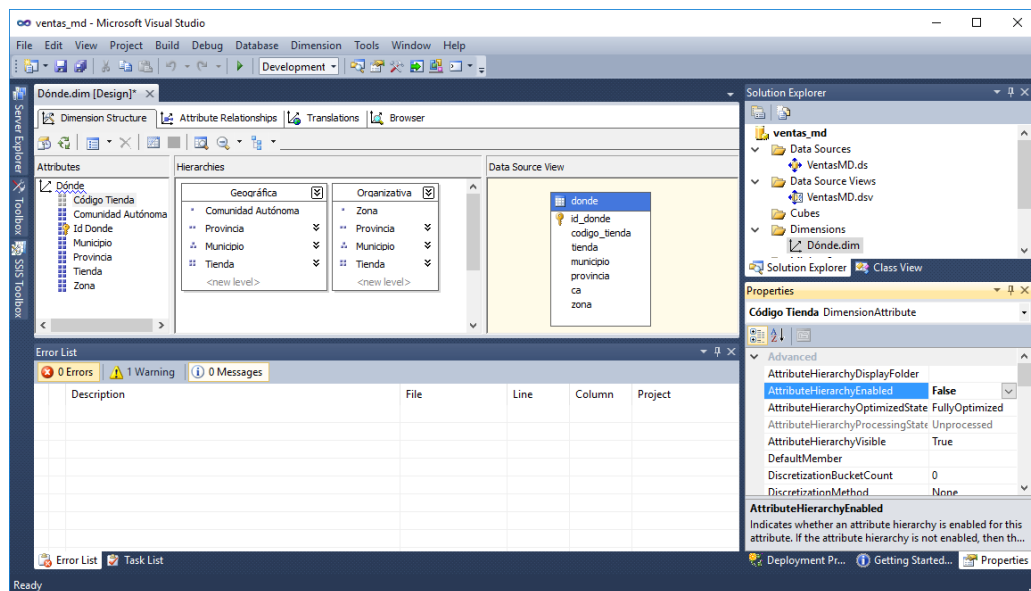 ventas_md - Microsoft Visual Studio
File Edit View Project Build Debug Database Dimension Tools Window Help
Development
Server Explorer
Toolbox
SSIS Toolbox
Dónde.dim [Design]*
Dimension Structure Attribute Relationships Translations Browser
Attributes
Dónde
Código Tienda
Comunidad Autónoma
Id Donde
Municipio
Provincia
Tienda
Zona
Hierarchies
Geográfica
Comunidad Autónoma
Provincia
Municipio
Tienda
<new level>
Organizativa
Zona
Provincia
Municipio
Tienda
<new level>
Data Source View
donde
id_donde
codigo_tienda
tienda
municipio
provincia
ca
zona
Error List
0 Errors 1 Warning 0 Messages
Description File Line Column Project
Error List Task List
Solution Explorer
ventas_md
Data Sources
VentasMD.ds
Data Source Views
VentasMD.dsv
Cubes
Dimensions
Dónde.dim
Solution Explorer Class View
Properties
Código Tienda DimensionAttribute
Advanced
AttributeHierarchyDisplayFolder
AttributeHierarchyEnabled False
AttributeHierarchyOptimizedState FullyOptimized
AttributeHierarchyProcessingState Unprocessed
AttributeHierarchyVisible True
DefaultMember
DiscretizationBucketCount 0
DiscretizationMethod None
AttributeHierarchyEnabled
Indicates whether an attribute hierarchy is enabled for this
attribute. If the attribute hierarchy is not enabled, then th...
Deployment Pr... Getting Started... Properties
Ready